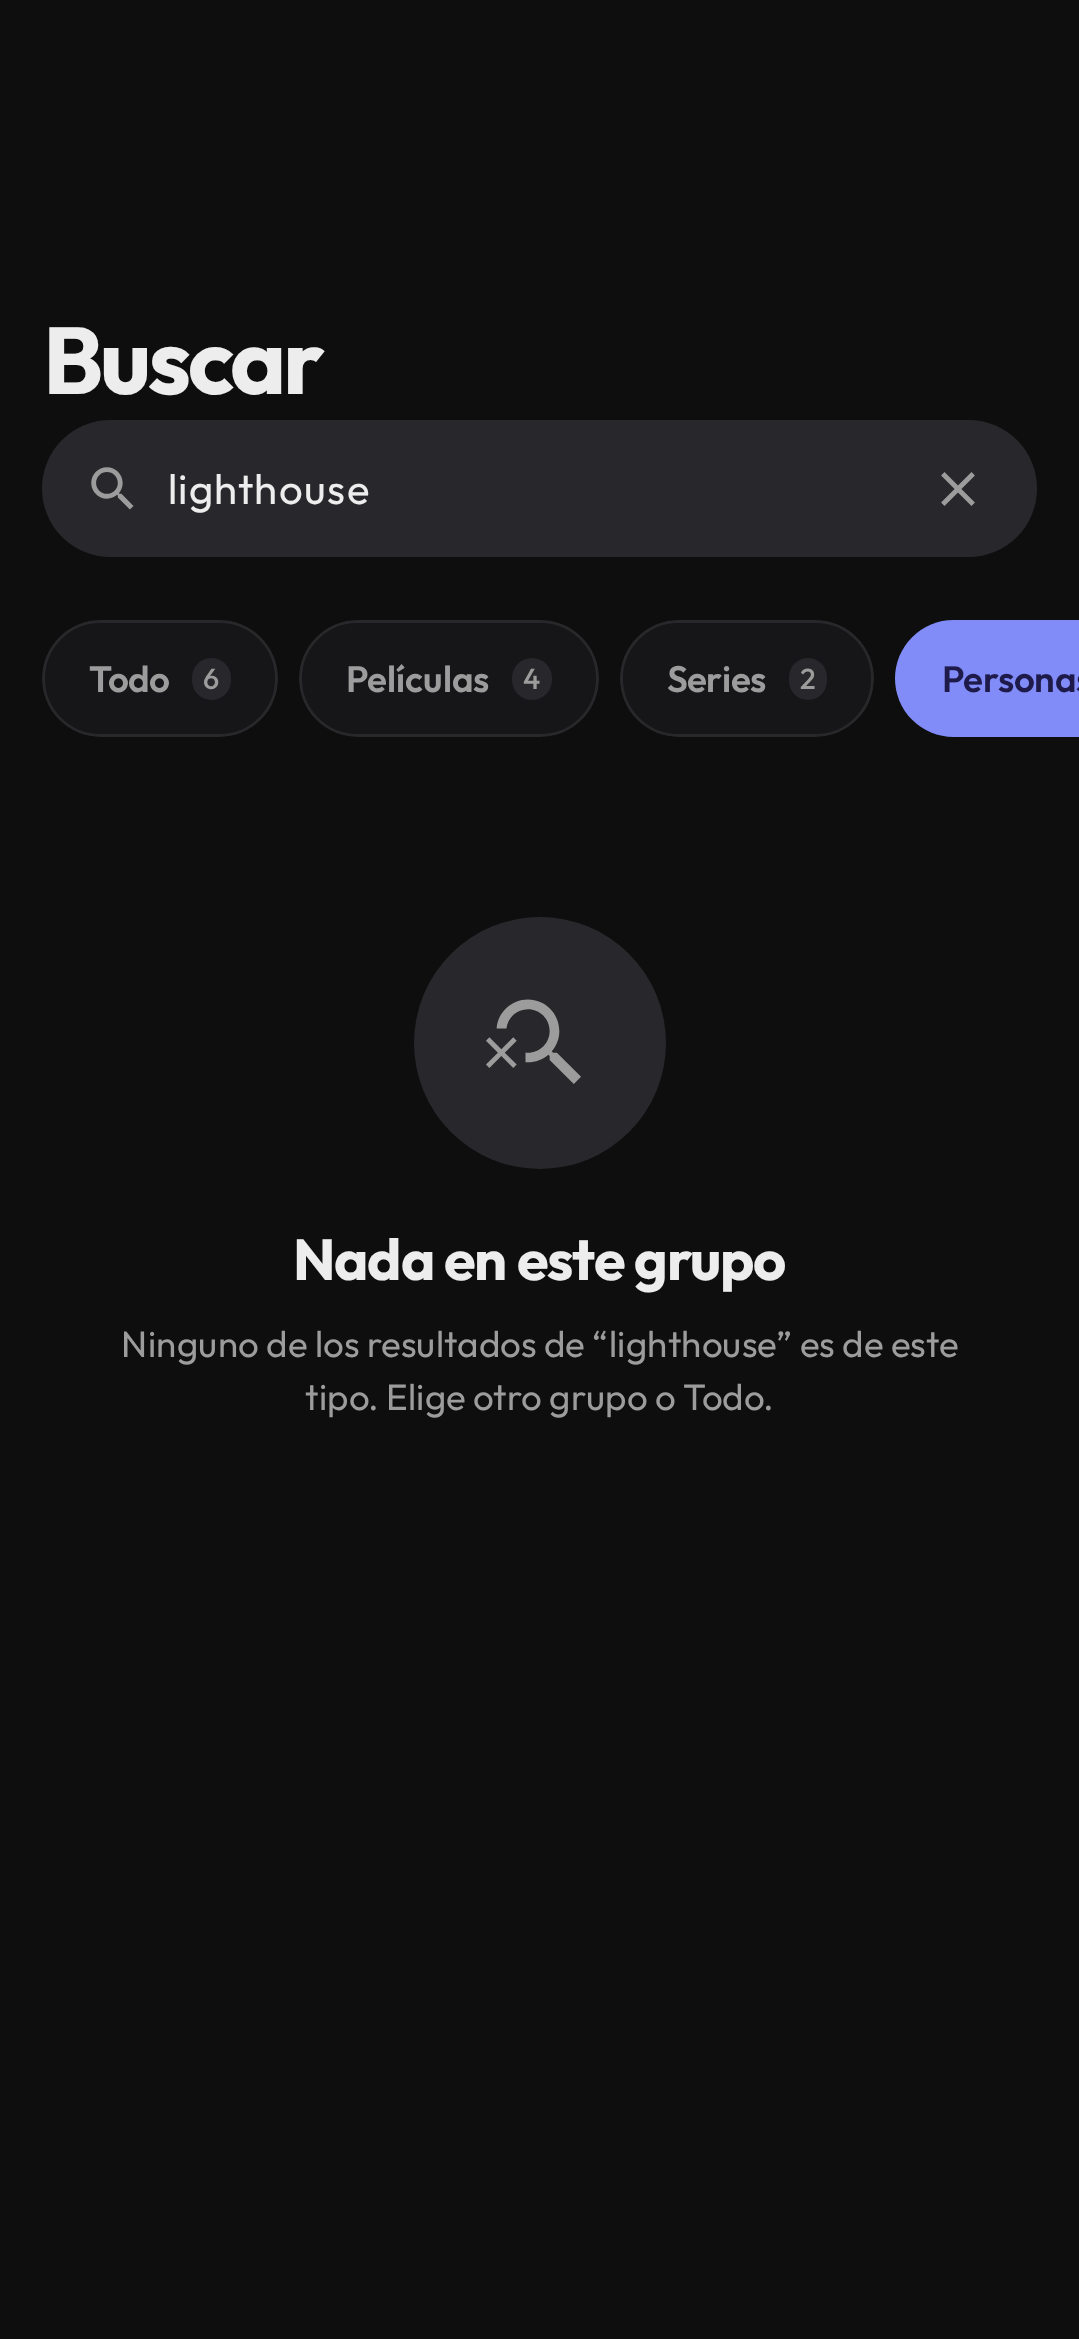 Buscar
lighthouse
Todo 6 Películas 4 Series 2 Personas
Nada en este grupo
Ninguno de los resultados de “lighthouse” es de este
tipo. Elige otro grupo o Todo.